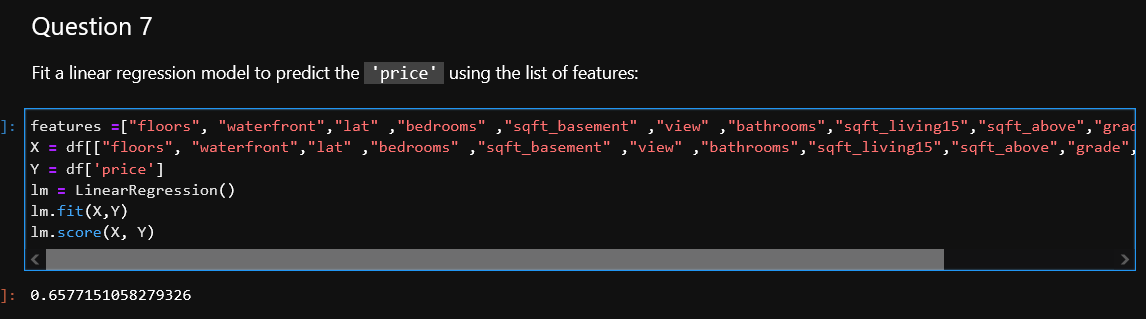 Question 7
Fit a linear regression model to predict the 'price' using the list of features:
]: features =["floors", "waterfront","lat" ,"bedrooms" ,"sqft_basement" ,"view" ,"bathrooms","sqft_living15","sqft_above","grad
X = df[["floors", "waterfront","lat" ,"bedrooms" ,"sqft_basement" ,"view" ,"bathrooms","sqft_living15","sqft_above","grade",
Y = df['price']
lm = LinearRegression()
lm.fit(X,Y)
lm.score(X, Y)
]: 0.6577151058279326